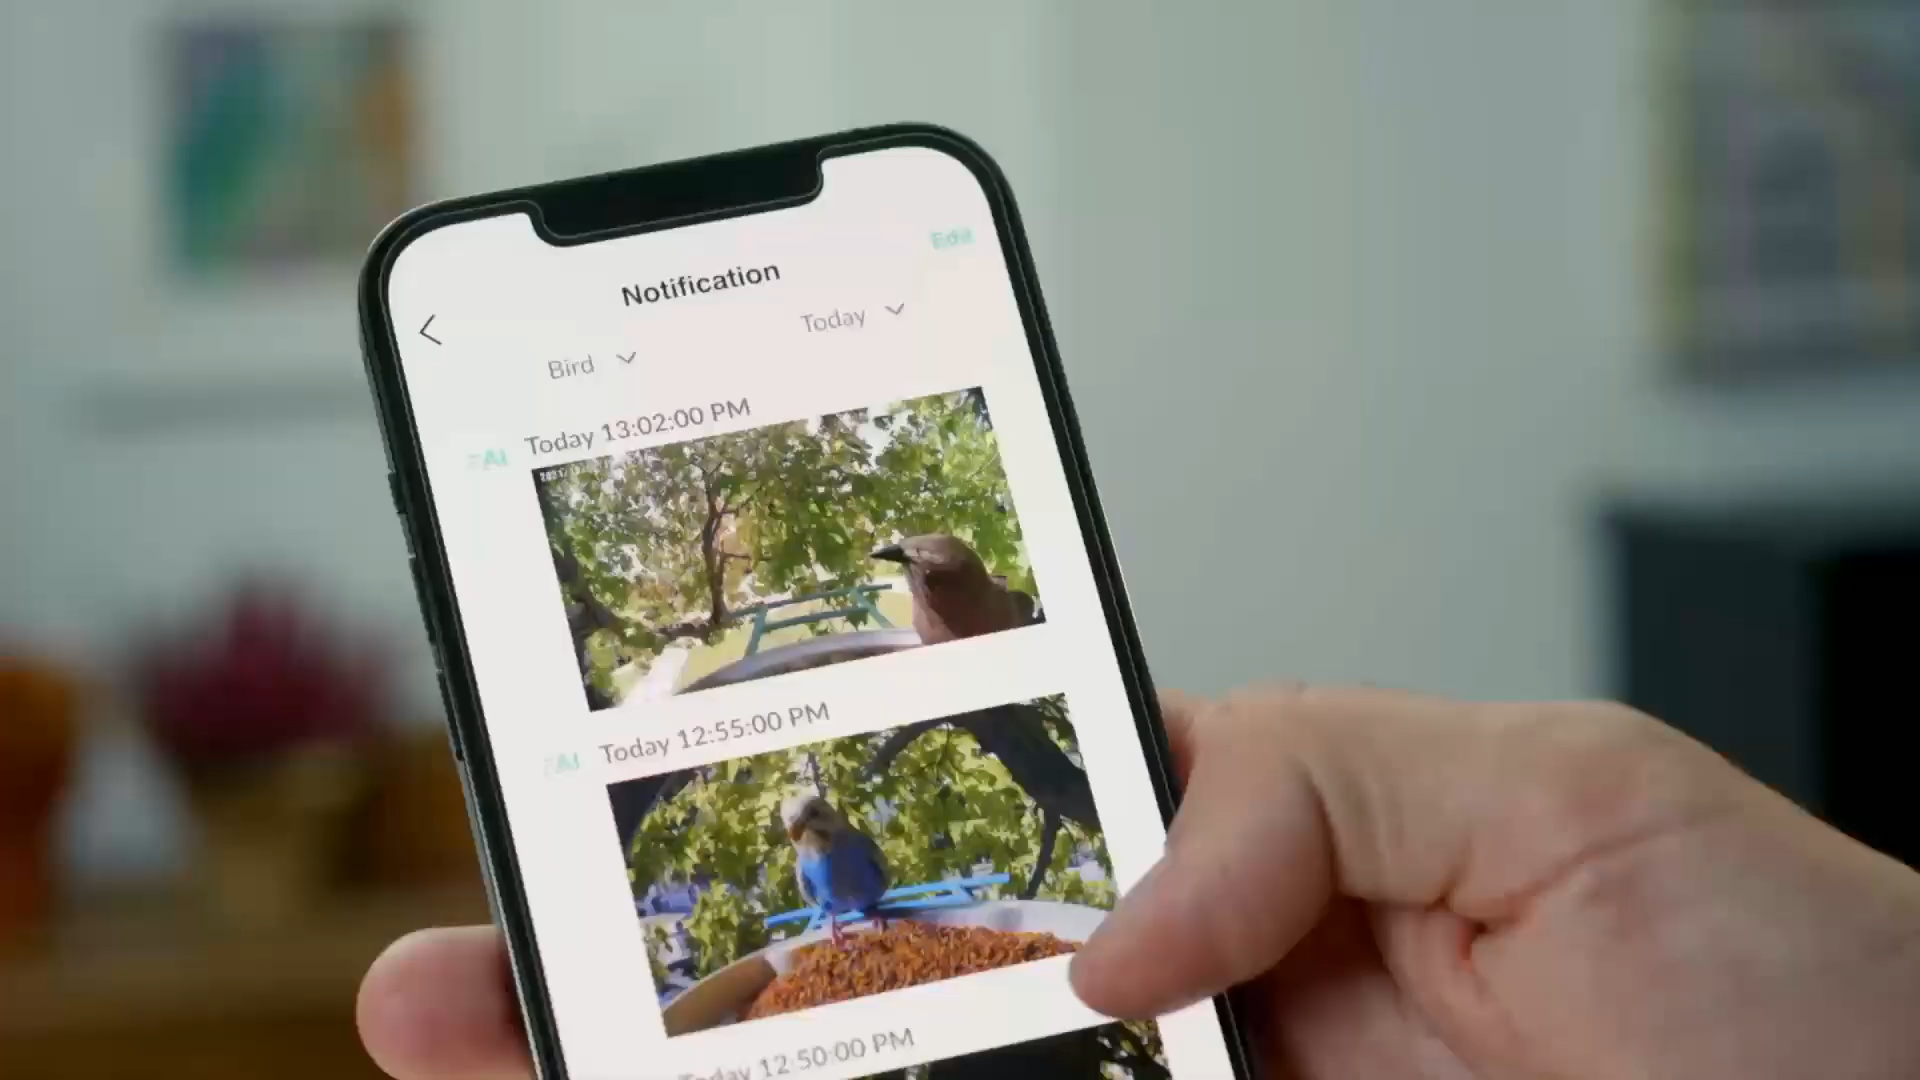 Edit
Notification
Today
Bird
Today 13:02:00 PM
AI
Today 12:55:00 PM
AI
Today 12:50:00 PM